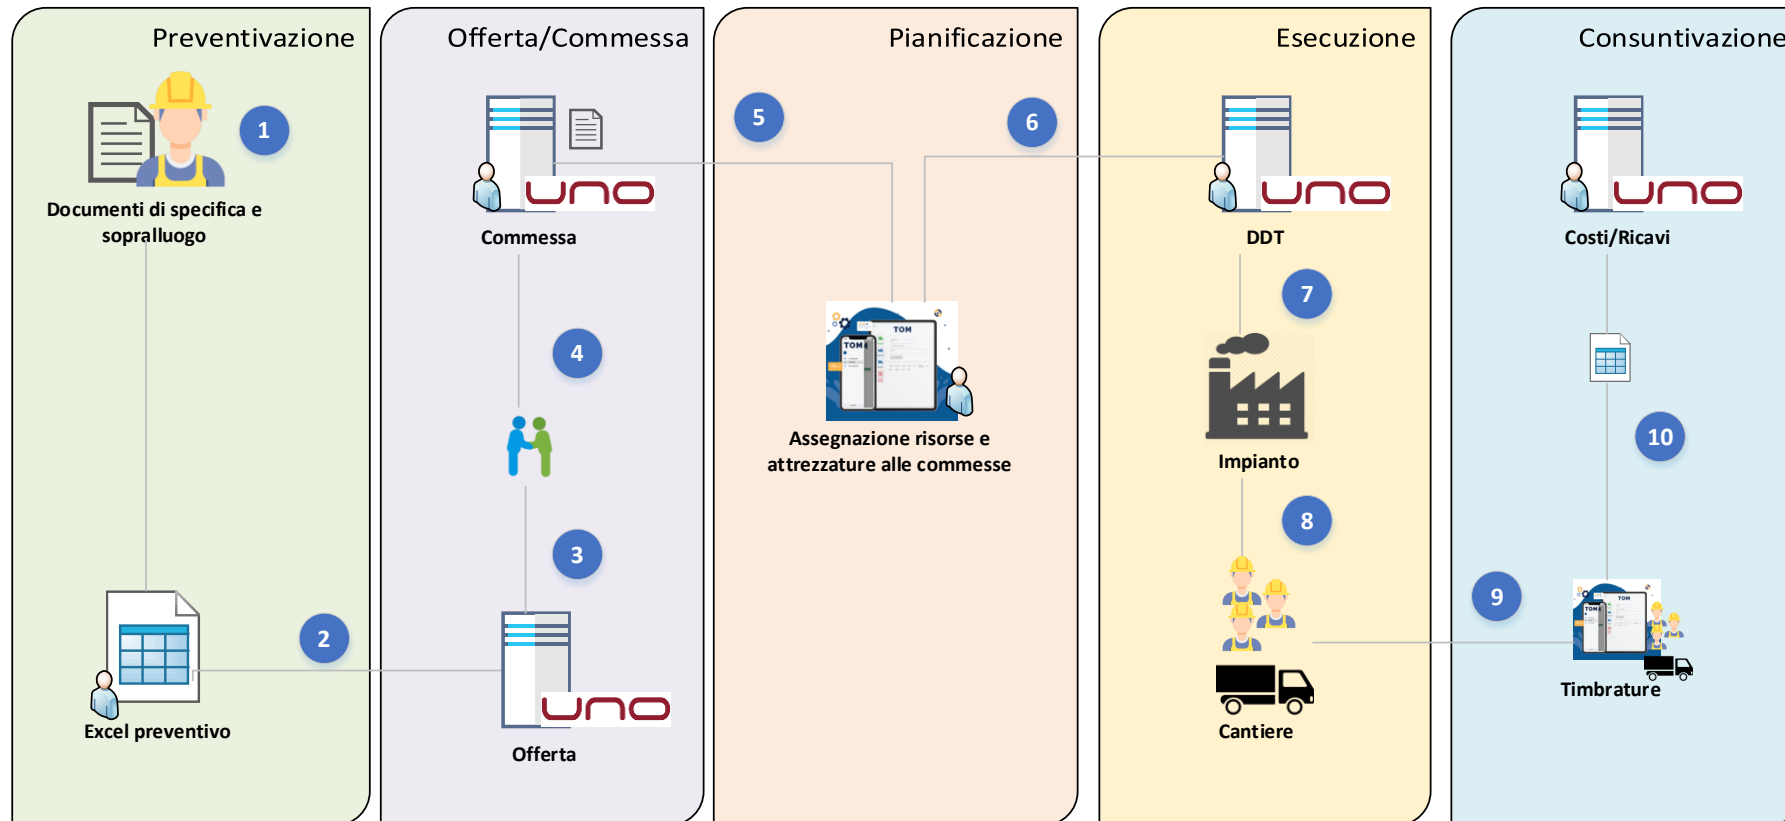 Preventivazione
1
Documenti di specifica e
sopralluogo
2
Excel preventivo
Offerta/Commessa
UNO
Commessa
4
3
UNO
Offerta
Pianificazione
5
6
TOM
TOM
Assegnazione risorse e
attrezzature alle commesse
Esecuzione
UNO
DDT
7
Impianto
8
Cantiere
Consuntivazione
UNO
Costi/Ricavi
10
9
TOM
TOM
Timbrature